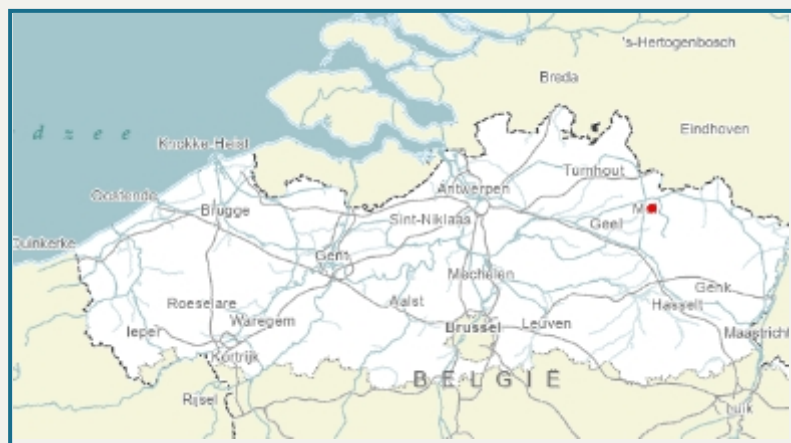 's-Hertogenbosch
Breda
dzee
Eindhoven
Knokke-Heist
Turnhout
Oostende
Antwerpen
Brugge
Sint-Niklaas
Geel
Duinkerke
Gent
Mechelen
Genk
Roeselare
Aalst
Hasselt
Ieper
Waregem
Brussel
Leuven
Maastricht
Kortrijk
BELGIË
Rijsel
Luik